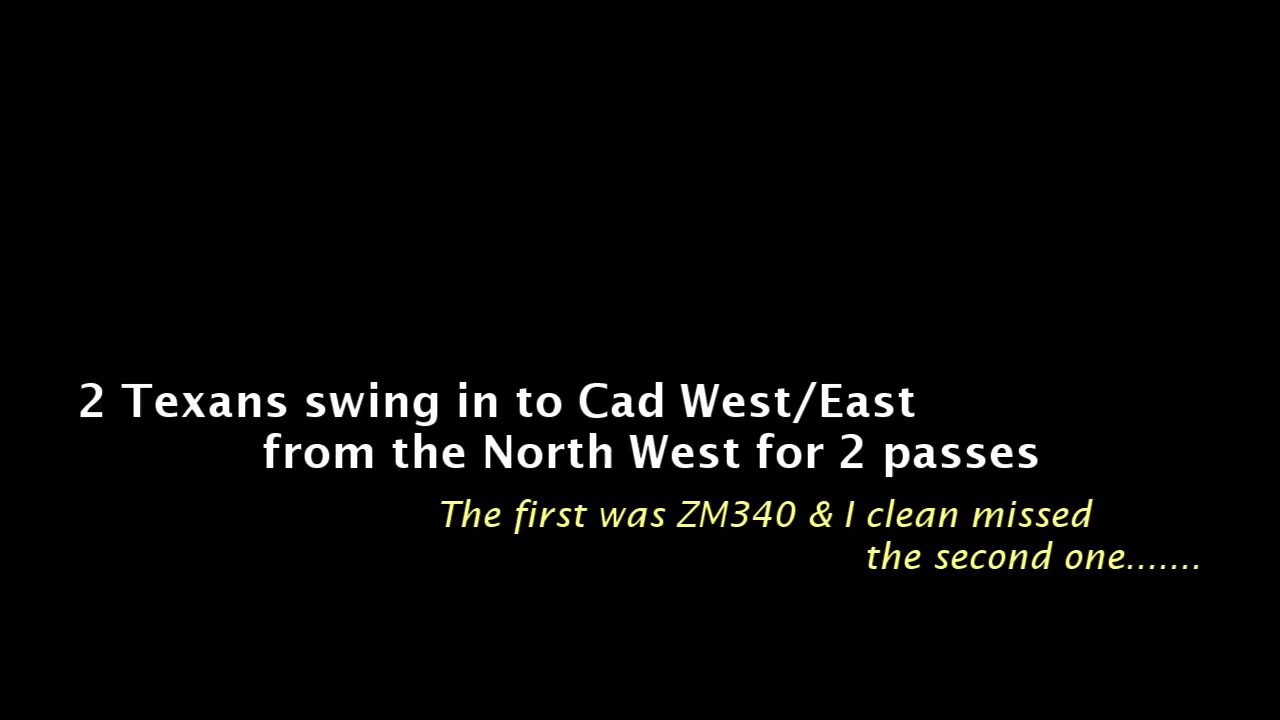 2 Texans swing in to Cad West/East
from the North West for 2 passes
The first was ZM340 & I clean missed
the second one.......